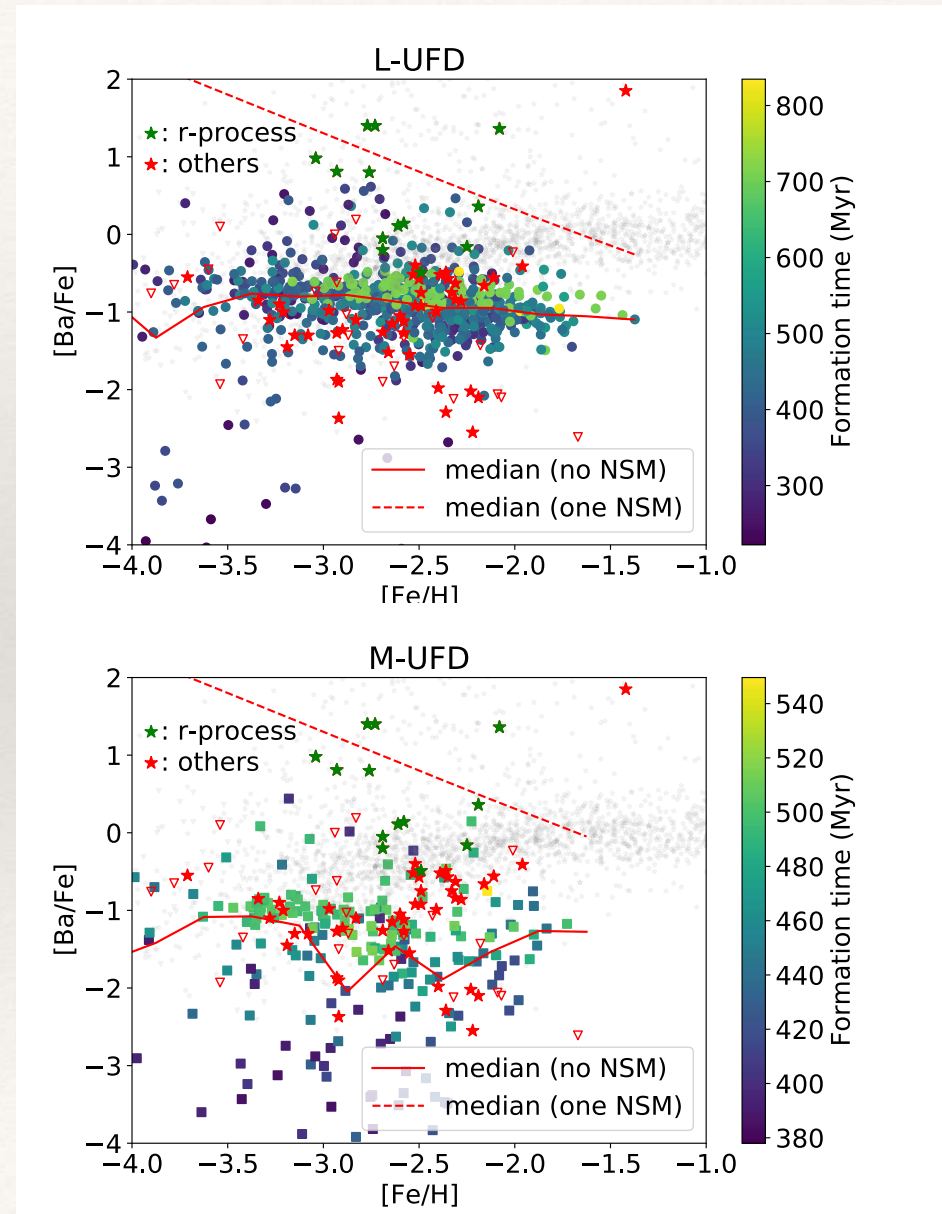 L-UFD
2
1
0
−1
−2
−3
−4
[Ba/Fe]
★: r-process
★: others
median (no NSM)
median (one NSM)
−4.0 −3.5 −3.0 −2.5 −2.0 −1.5 −1.0
[Fe/H]
800
700
600
500
400
300
Formation time (Myr)
M-UFD
2
1
0
−1
−2
−3
−4
[Ba/Fe]
★: r-process
★: others
median (no NSM)
median (one NSM)
−4.0 −3.5 −3.0 −2.5 −2.0 −1.5 −1.0
[Fe/H]
540
520
500
480
460
440
420
400
380
Formation time (Myr)